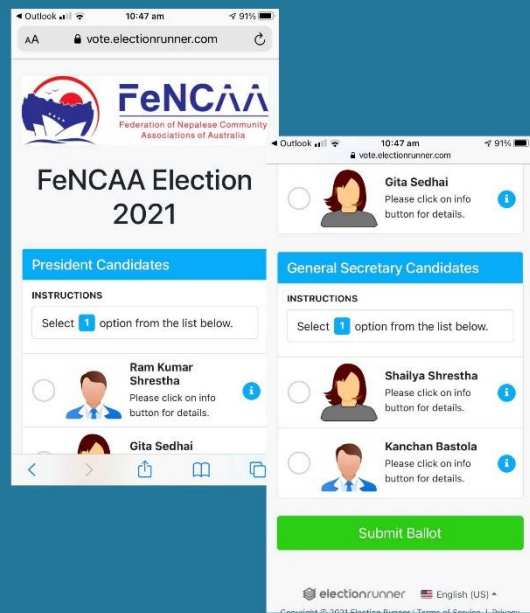 Outlook 10:47 am 91%
AA vote.electionrunner.com
FeNCAA
Federation of Nepalese Community
Associations of Australia
FeNCAA Election
2021
President Candidates
INSTRUCTIONS
Select 1 option from the list below.
Ram Kumar
Shrestha
Please click on info
button for details.
Gita Sedhai
Outlook 10:47 am 91%
vote.electionrunner.com
Gita Sedhai
Please click on info
button for details.
General Secretary Candidates
INSTRUCTIONS
Select 1 option from the list below.
Shailya Shrestha
Please click on info
button for details.
Kanchan Bastola
Please click on info
button for details.
Submit Ballot
electionrunner English (US)
Copyright © 2021 Election Runner | Terms of Service | Privacy